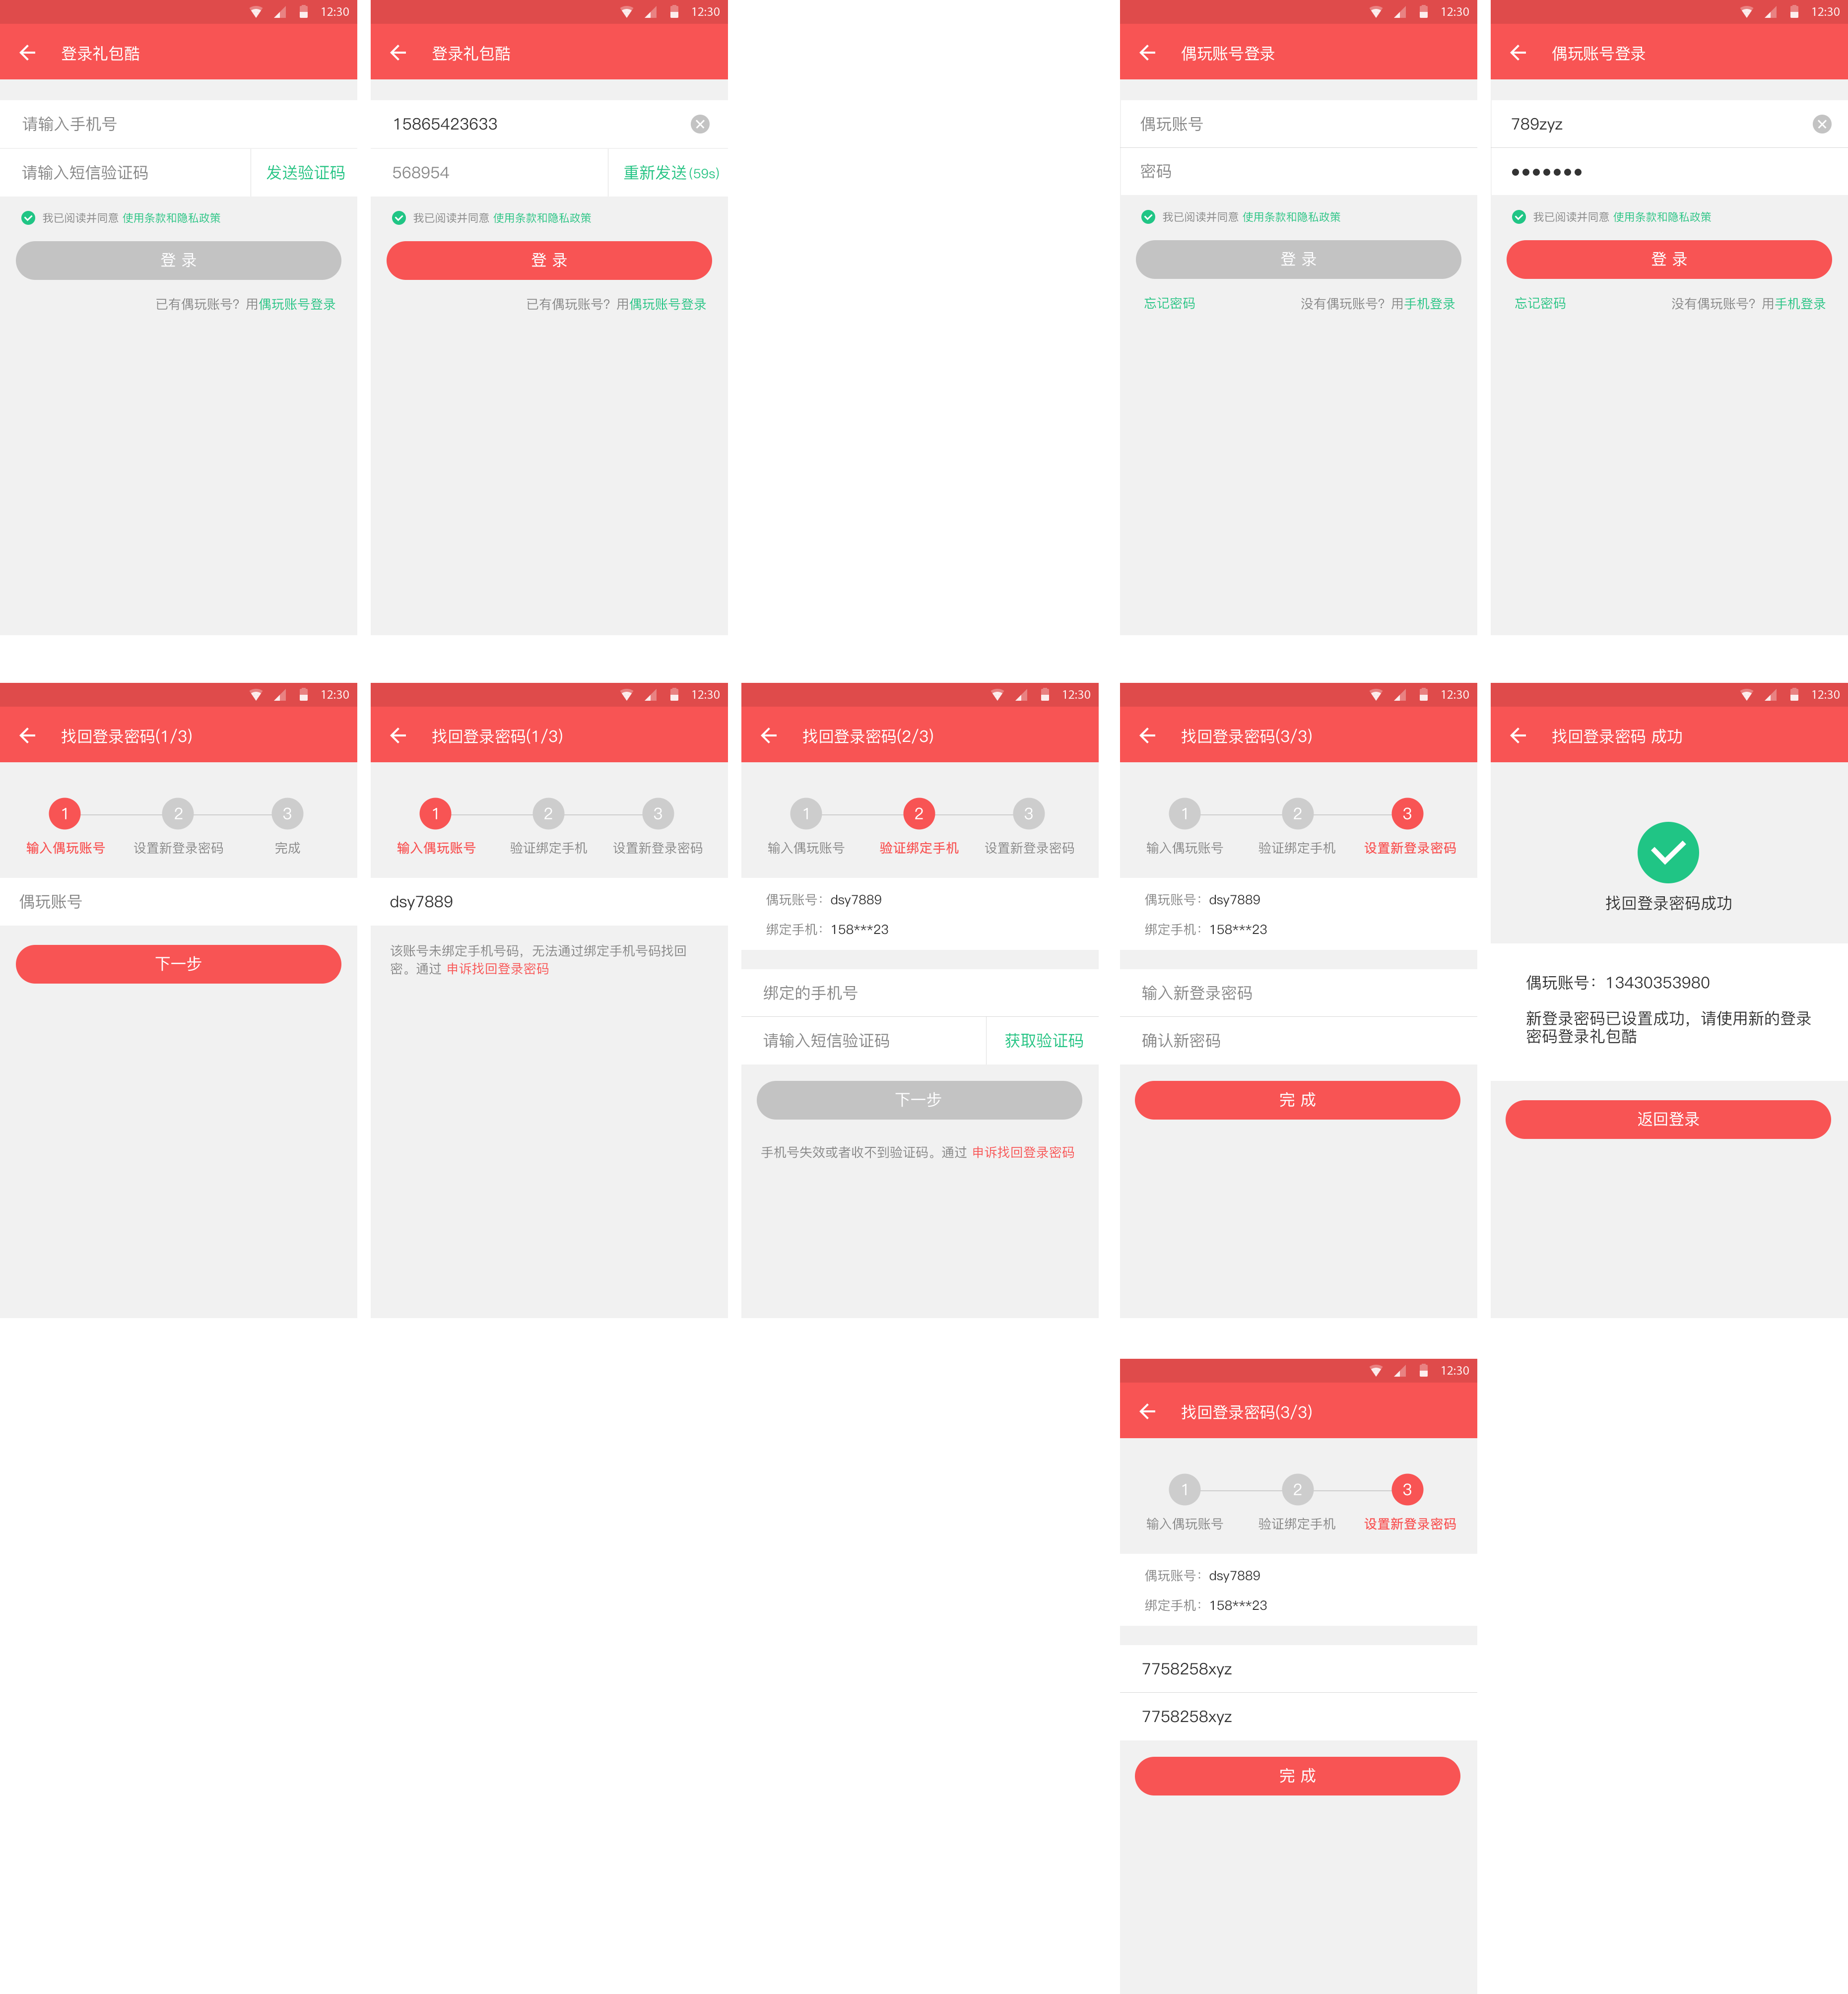 12:30
登录礼包酷
请输入手机号
请输入短信验证码 发送验证码
我已阅读并同意 使用条款和隐私政策
登 录
已有偶玩账号？用偶玩账号登录
12:30
登录礼包酷
15865423633
568954 重新发送(59s)
我已阅读并同意 使用条款和隐私政策
登 录
已有偶玩账号？用偶玩账号登录
12:30
偶玩账号登录
偶玩账号
密码
我已阅读并同意 使用条款和隐私政策
登 录
忘记密码 没有偶玩账号？用手机登录
12:30
偶玩账号登录
789zyz
●●●●●●●
我已阅读并同意 使用条款和隐私政策
登 录
忘记密码 没有偶玩账号？用手机登录
12:30
找回登录密码(1/3)
1 2 3
输入偶玩账号 设置新登录密码 完成
偶玩账号
下一步
12:30
找回登录密码(1/3)
1 2 3
输入偶玩账号 验证绑定手机 设置新登录密码
dsy7889
该账号未绑定手机号码，无法通过绑定手机号码找回
密。通过 申诉找回登录密码
12:30
找回登录密码(2/3)
1 2 3
输入偶玩账号 验证绑定手机 设置新登录密码
偶玩账号：dsy7889
绑定手机：158***23
绑定的手机号
请输入短信验证码 获取验证码
下一步
手机号失效或者收不到验证码。通过 申诉找回登录密码
12:30
找回登录密码(3/3)
1 2 3
输入偶玩账号 验证绑定手机 设置新登录密码
偶玩账号：dsy7889
绑定手机：158***23
输入新登录密码
确认新密码
完 成
12:30
找回登录密码 成功
找回登录密码成功
偶玩账号：13430353980
新登录密码已设置成功，请使用新的登录
密码登录礼包酷
返回登录
12:30
找回登录密码(3/3)
1 2 3
输入偶玩账号 验证绑定手机 设置新登录密码
偶玩账号：dsy7889
绑定手机：158***23
7758258xyz
7758258xyz
完 成